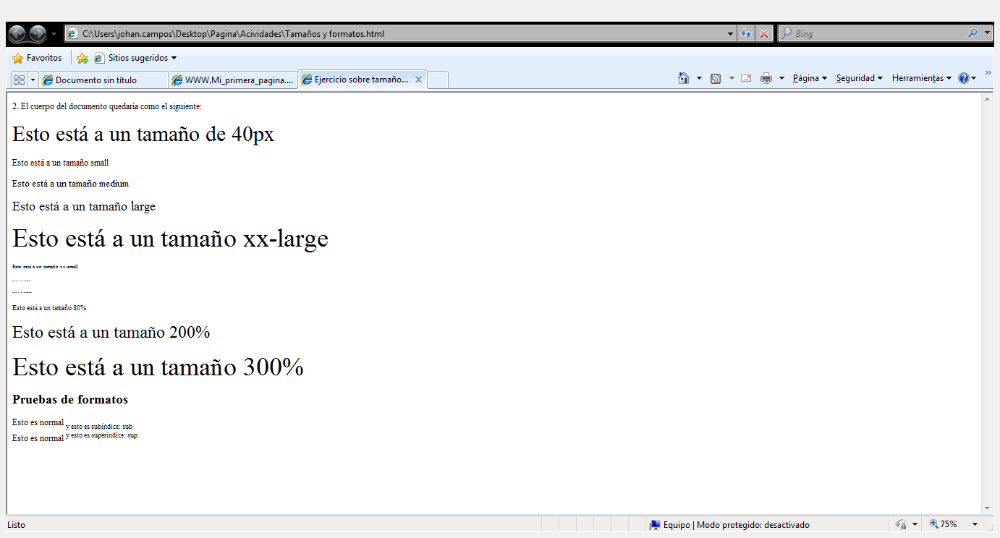 C:\Users\johan.campos\Desktop\Pagina\Acividades\Tamaños y formatos.html
Bing
Favoritos
Sitios sugeridos
Documento sin título
WWW.Mi_primera_pagina....
Ejercicio sobre tamaño...
Página
Seguridad
Herramientas
2. El cuerpo del documento quedaría como el siguiente:
Esto está a un tamaño de 40px
Esto está a un tamaño small
Esto está a un tamaño medium
Esto está a un tamaño large
Esto está a un tamaño xx-large
Esto está a un tamaño xx-small
Esto está a un tamaño 80%
Esto está a un tamaño 200%
Esto está a un tamaño 300%
Pruebas de formatos
Esto es normal y esto es subíndice: sub
Esto es normal y esto es superíndice: sup
Listo
Equipo | Modo protegido: desactivado
75%